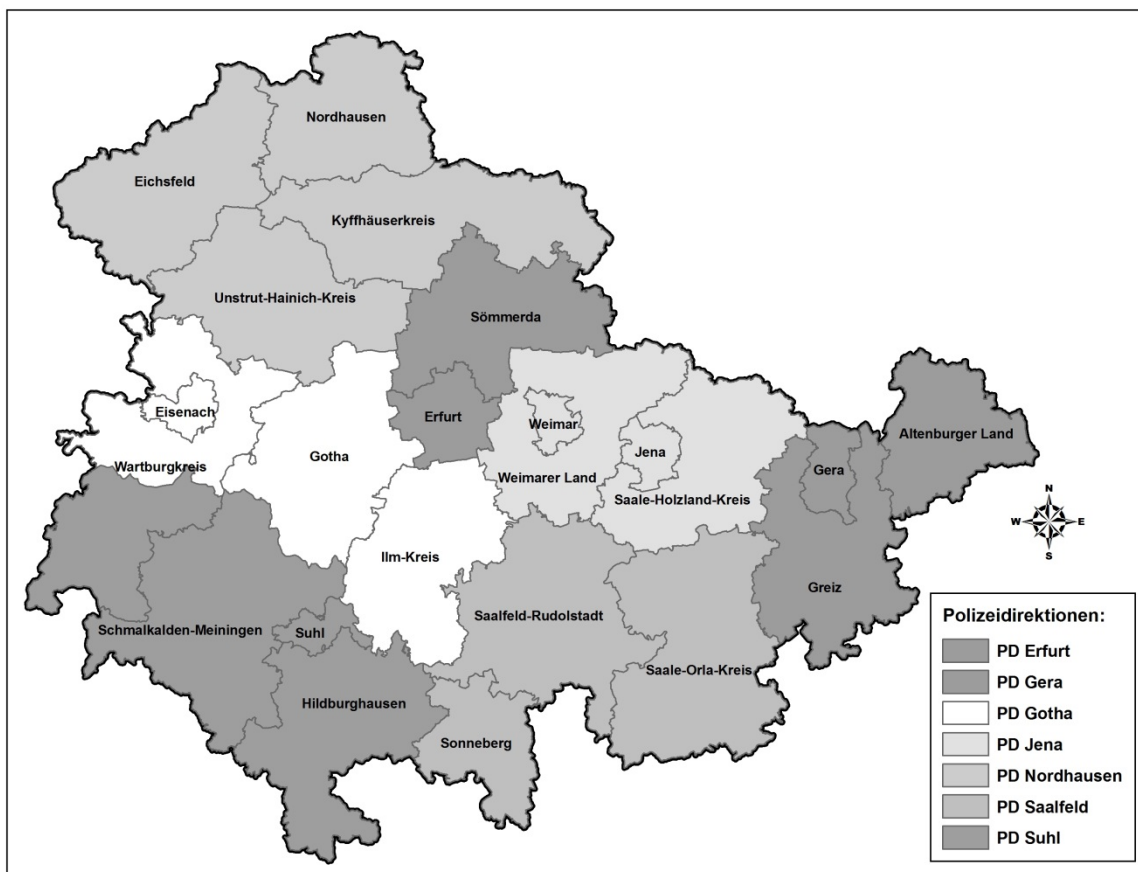 Nordhausen
Eichsfeld
Kyffhäuserkreis
Unstrut-Hainich-Kreis
Sömmerda
Eisenach
Erfurt
Weimar
Altenburger Land
Wartburgkreis
Gotha
Jena
Gera
Weimarer Land
Saale-Holzland-Kreis
N
W
E
S
Ilm-Kreis
Greiz
Saalfeld-Rudolstadt
Schmalkalden-Meiningen
Suhl
Saale-Orla-Kreis
Hildburghausen
Sonneberg
Polizeidirektionen:
PD Erfurt
PD Gera
PD Gotha
PD Jena
PD Nordhausen
PD Saalfeld
PD Suhl